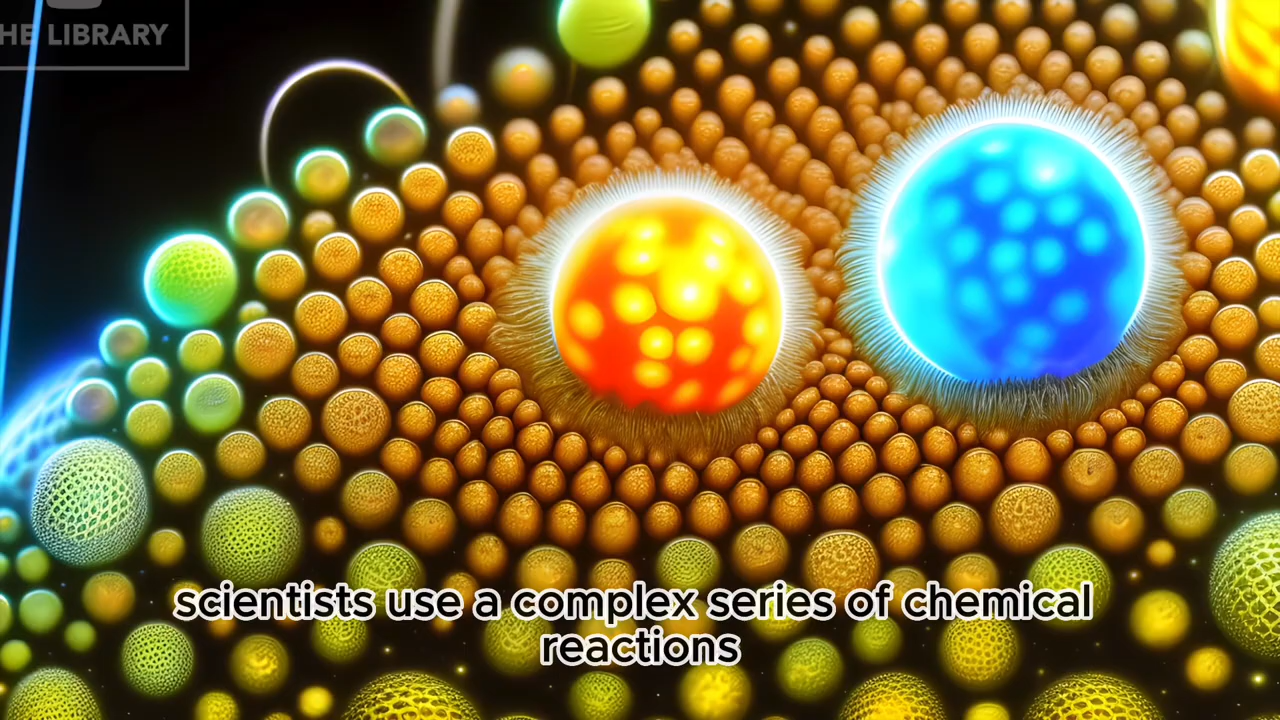 HE LIBRARY
scientists use a complex series of chemical
reactions